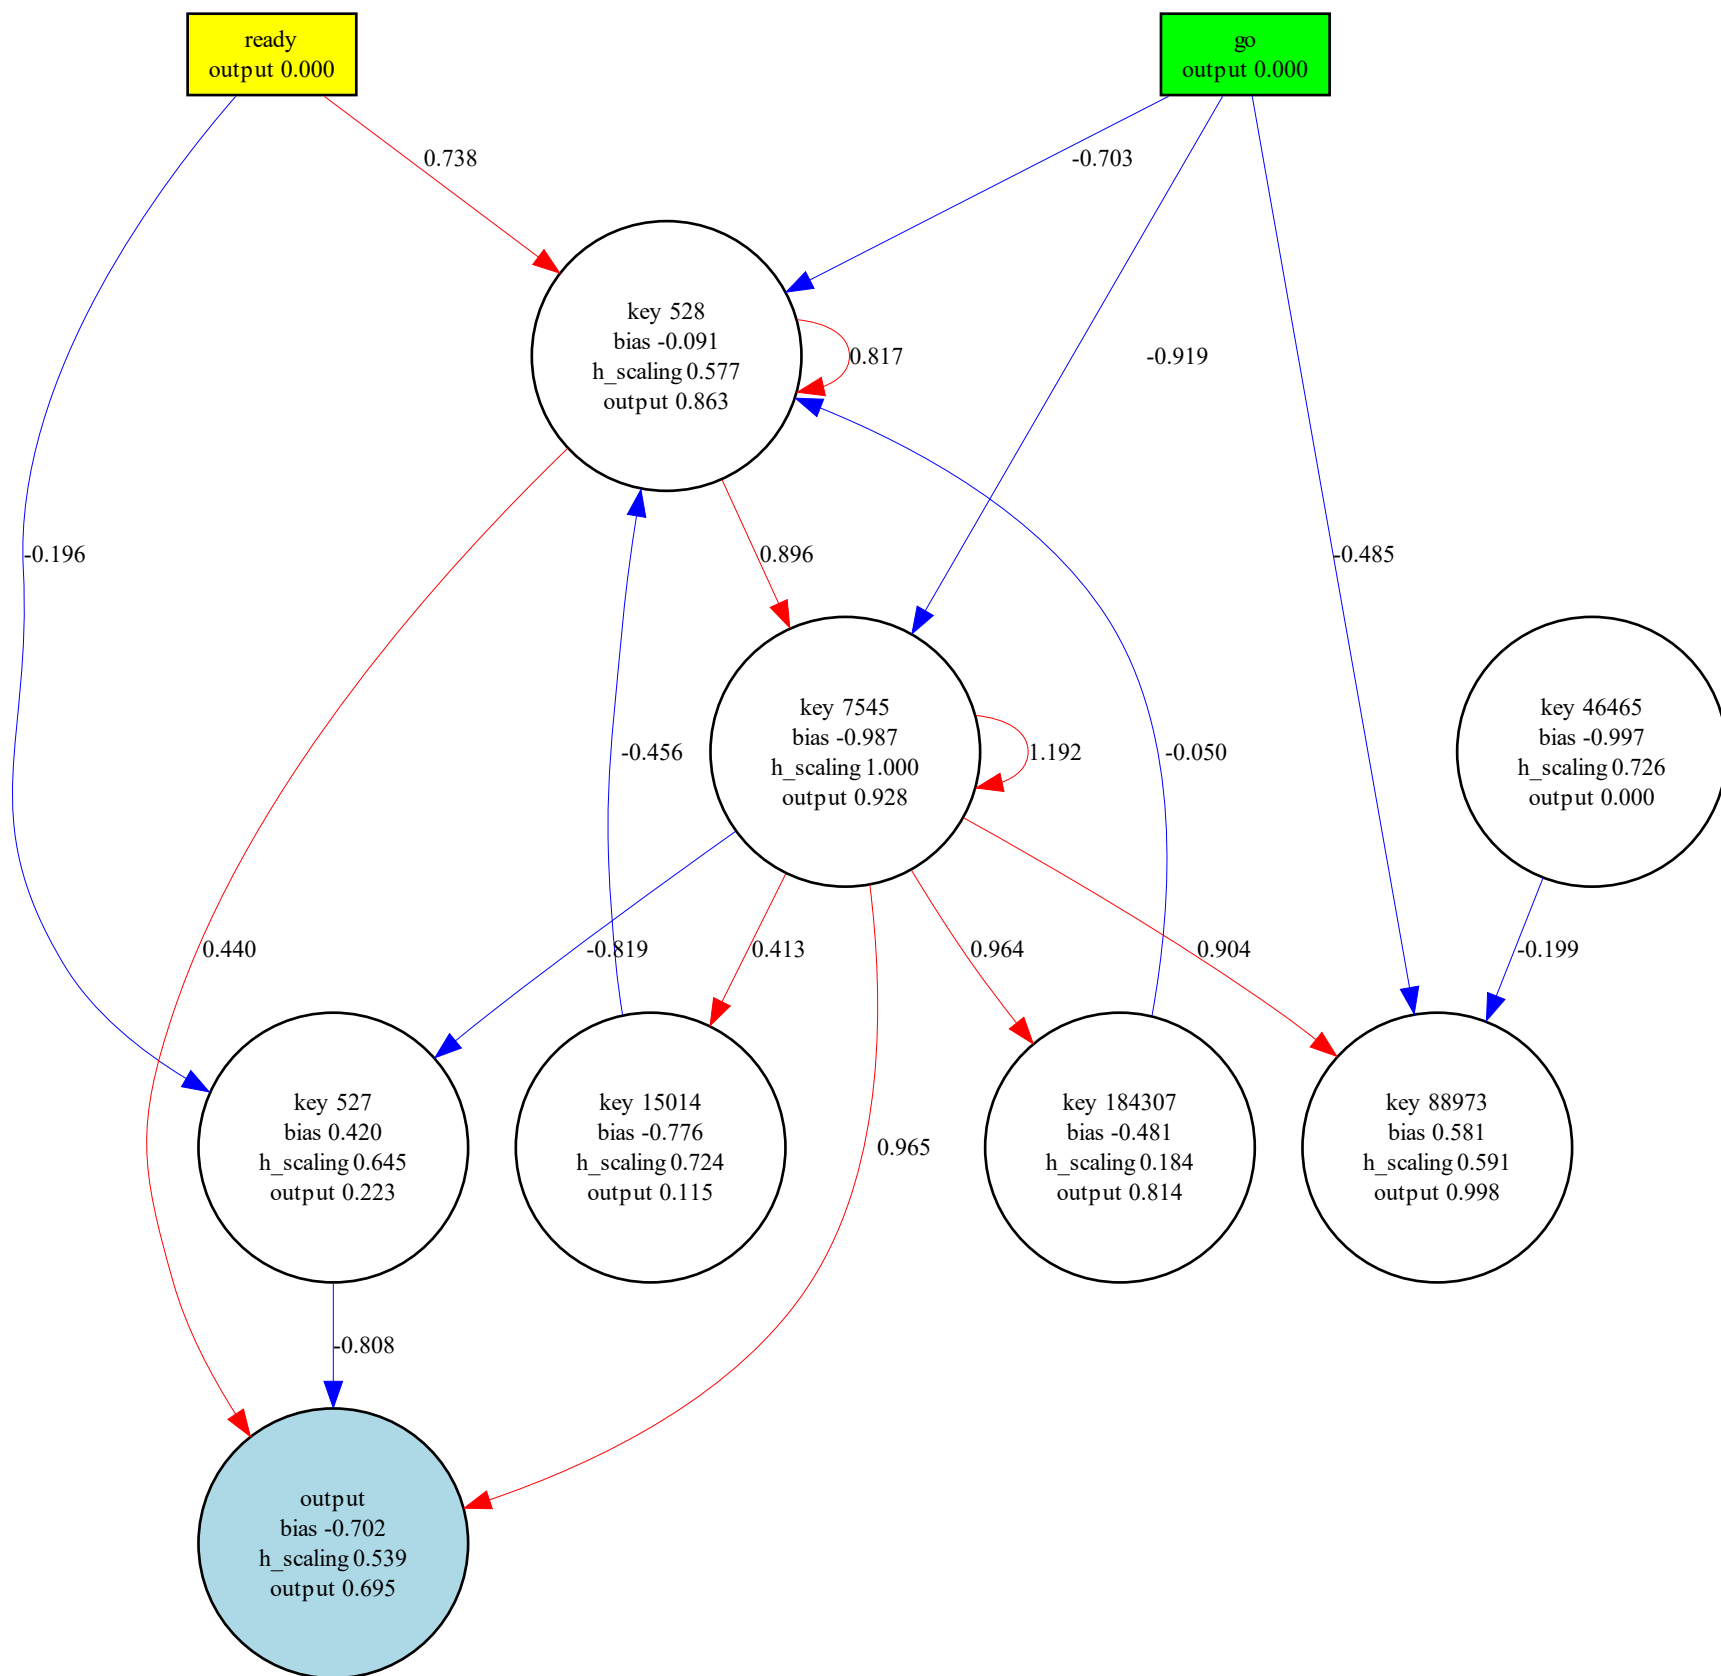 ready
output 0.000
go
output 0.000
0.738
-0.703
key 528
bias -0.091
h_scaling 0.577
output 0.863
0.817
-0.919
-0.196
0.896
-0.485
key 7545
bias -0.987
h_scaling 1.000
output 0.928
1.192
-0.456
-0.050
key 46465
bias -0.997
h_scaling 0.726
output 0.000
0.440
-0.819
0.413
0.964
0.904
-0.199
key 527
bias 0.420
h_scaling 0.645
output 0.223
key 15014
bias -0.776
h_scaling 0.724
output 0.115
0.965
key 184307
bias -0.481
h_scaling 0.184
output 0.814
key 88973
bias 0.581
h_scaling 0.591
output 0.998
-0.808
output
bias -0.702
h_scaling 0.539
output 0.695